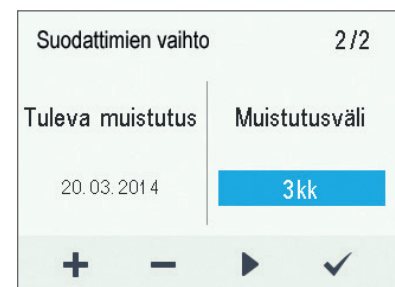 Suodattimien vaihto 2/2
Tuleva muistutus Muistutusväli
20.03.2014 3kk